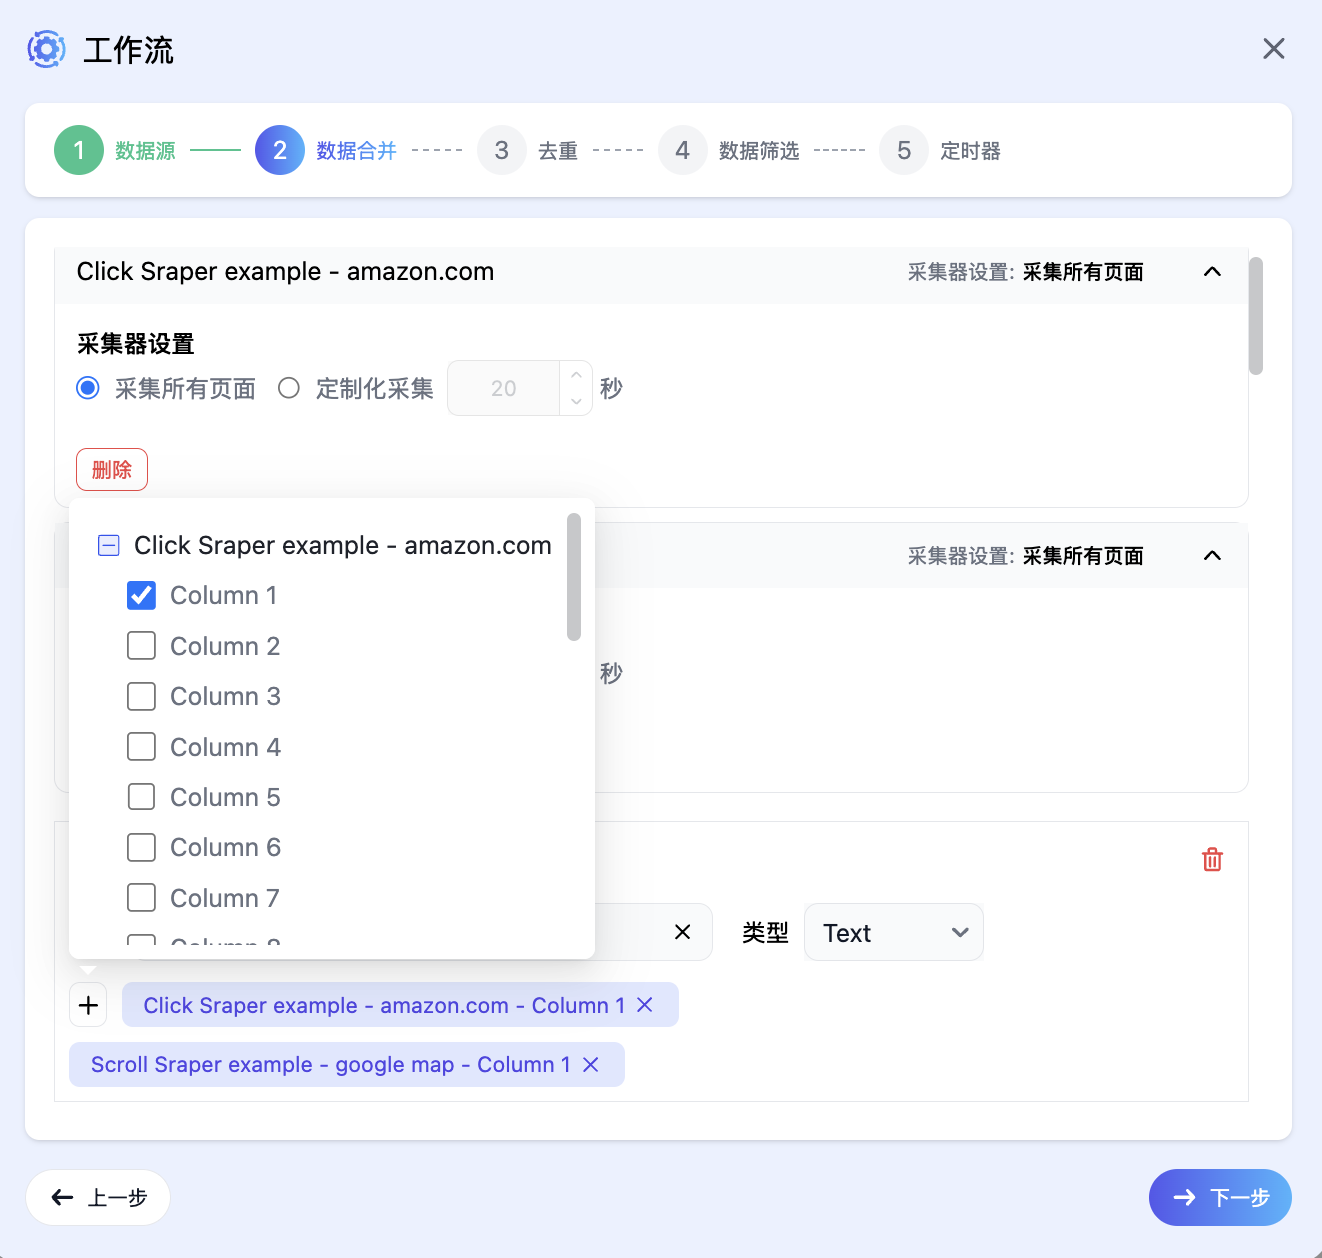 工作流
1 数据源 2 数据合并 3 去重 4 数据筛选 5 定时器
Click Sraper example - amazon.com 采集器设置: 采集所有页面
采集器设置
采集所有页面 定制化采集 20 秒
删除
Click Sraper example - amazon.com
采集器设置: 采集所有页面
Column 1
Column 2
Column 3
秒
Column 4
Column 5
Column 6
Column 7
Column 8
类型 Text
Click Sraper example - amazon.com - Column 1
Scroll Sraper example - google map - Column 1
上一步 下一步